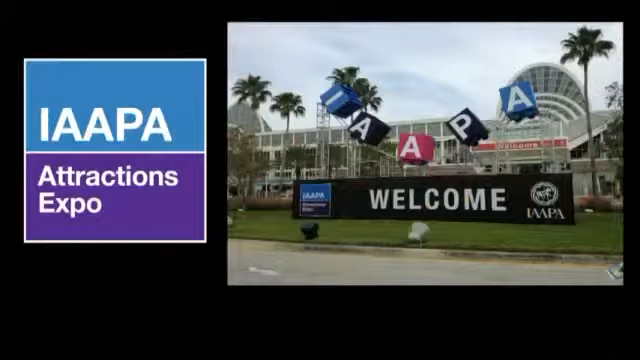 IAAPA
Attractions
Expo
I A A P A
Welcome
IAAPA
Attractions
Expo
WELCOME
IAAPA